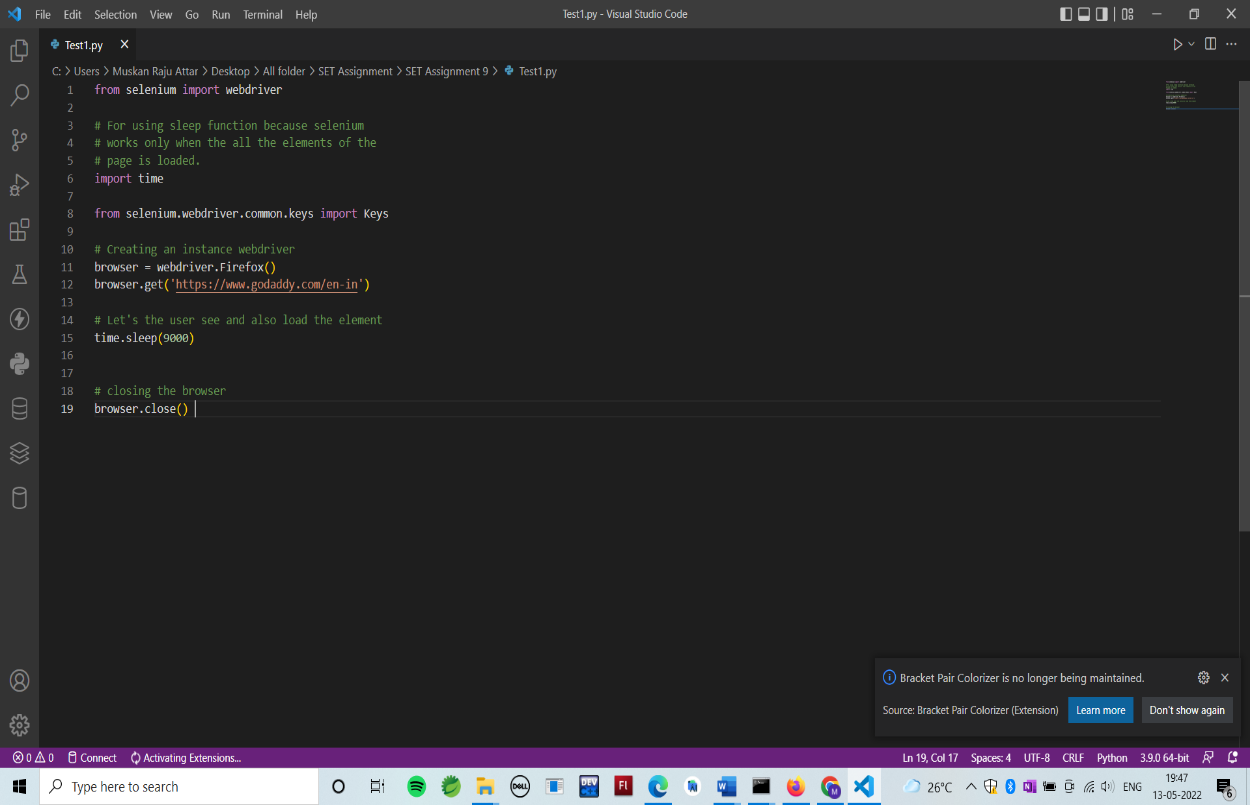 File Edit Selection View Go Run Terminal Help
Test1.py - Visual Studio Code
Test1.py
C: > Users > Muskan Raju Attar > Desktop > All folder > SET Assignment > SET Assignment 9 > Test1.py
1 from selenium import webdriver
2
3 # For using sleep function because selenium
4 # works only when the all the elements of the
5 # page is loaded.
6 import time
7
8 from selenium.webdriver.common.keys import Keys
9
10 # Creating an instance webdriver
11 browser = webdriver.Firefox()
12 browser.get('https://www.godaddy.com/en-in')
13
14 # Let's the user see and also load the element
15 time.sleep(9000)
16
17
18 # closing the browser
19 browser.close()
Bracket Pair Colorizer is no longer being maintained.
Source: Bracket Pair Colorizer (Extension) Learn more Don't show again
0 0 Connect Activating Extensions... Ln 19, Col 17 Spaces: 4 UTF-8 CRLF Python 3.9.0 64-bit
Type here to search
DELL
DEV
Fl
W
M
26°C
ENG
19:47
13-05-2022
6